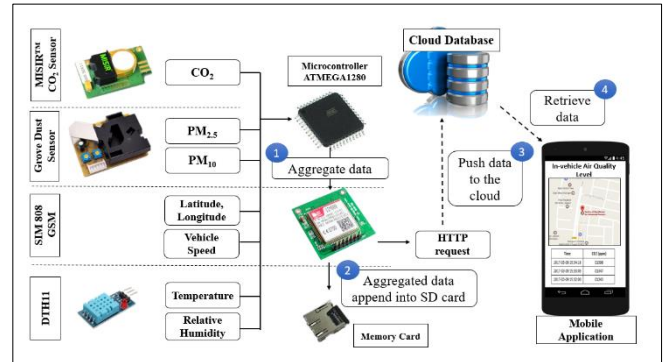 MISIR™
CO2 Sensor
MISIR
CO2
Grove Dust
Sensor
PM2.5
PM10
SIM 808
GSM
Latitude,
Longitude
Vehicle
Speed
DTH11
Temperature
Relative
Humidity
Microcontroller
ATMEGA1280
1
Aggregate data
HTTP
request
2
Aggregated data
append into SD card
Memory Card
Cloud Database
3
Push data
to the
cloud
4
Retrieve
data
In-vehicle Air Quality
Level
Time
Mobile
Application